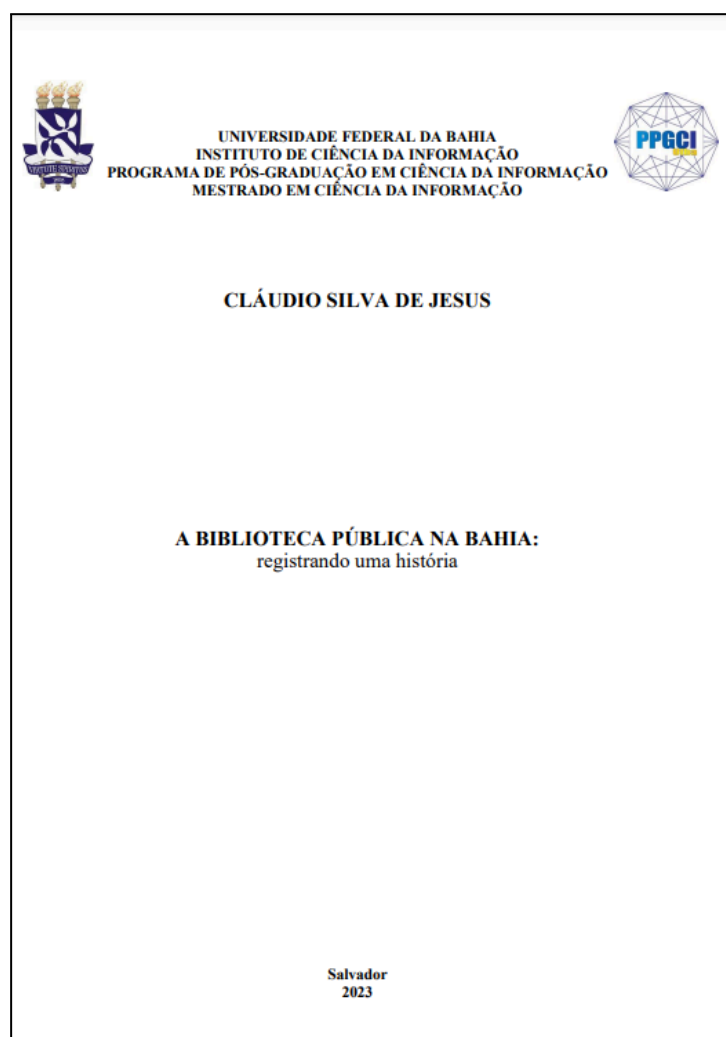 UNIVERSIDADE FEDERAL DA BAHIA
INSTITUTO DE CIÊNCIA DA INFORMAÇÃO
PROGRAMA DE PÓS-GRADUAÇÃO EM CIÊNCIA DA INFORMAÇÃO
MESTRADO EM CIÊNCIA DA INFORMAÇÃO
PPGCI
CLÁUDIO SILVA DE JESUS
A BIBLIOTECA PÚBLICA NA BAHIA:
registrando uma história
Salvador
2023